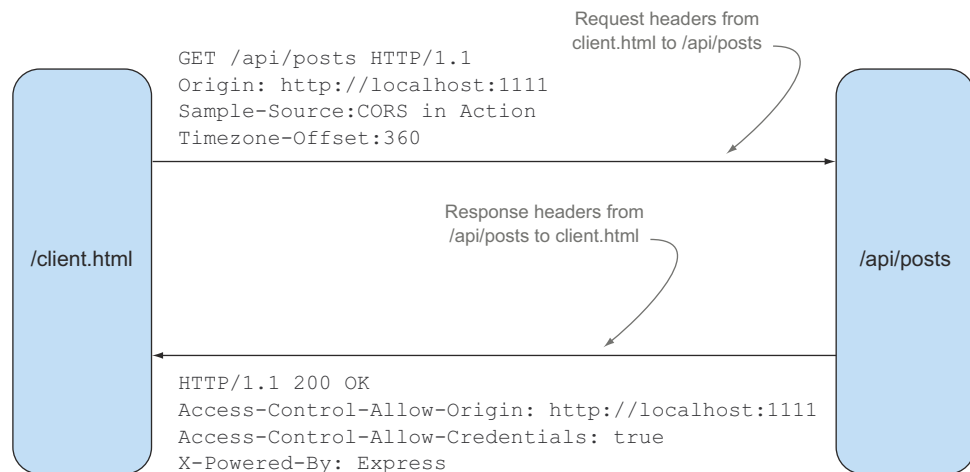 Request headers from
client.html to /api/posts
GET /api/posts HTTP/1.1
Origin: http://localhost:1111
Sample-Source:CORS in Action
Timezone-Offset:360
Response headers from
/api/posts to client.html
/client.html
/api/posts
HTTP/1.1 200 OK
Access-Control-Allow-Origin: http://localhost:1111
Access-Control-Allow-Credentials: true
X-Powered-By: Express